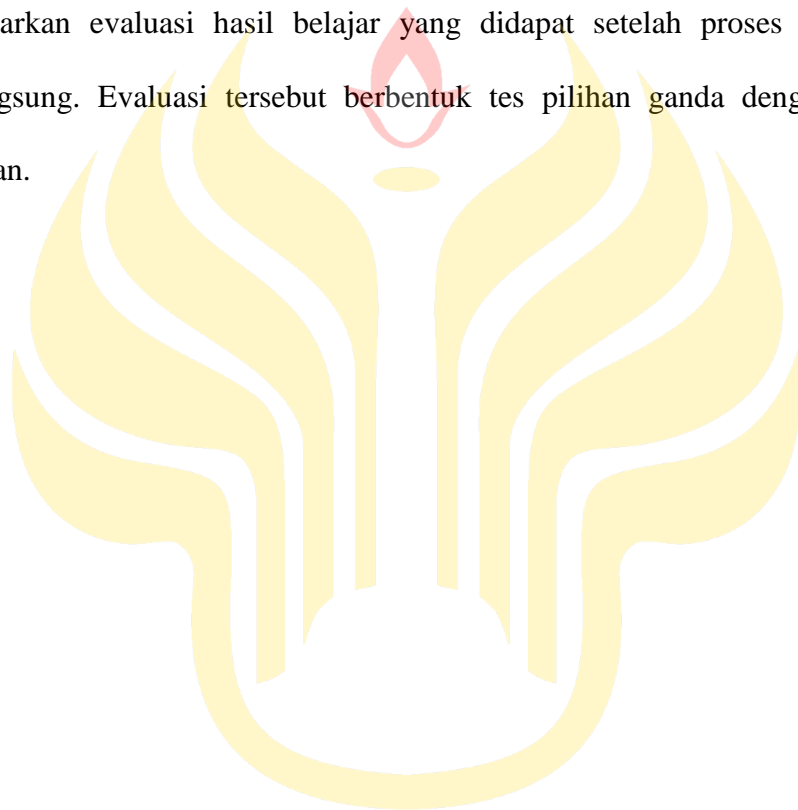 arkan evaluasi hasil belajar yang didapat setelah proses
gsung. Evaluasi tersebut berbentuk tes pilihan ganda deng
an.